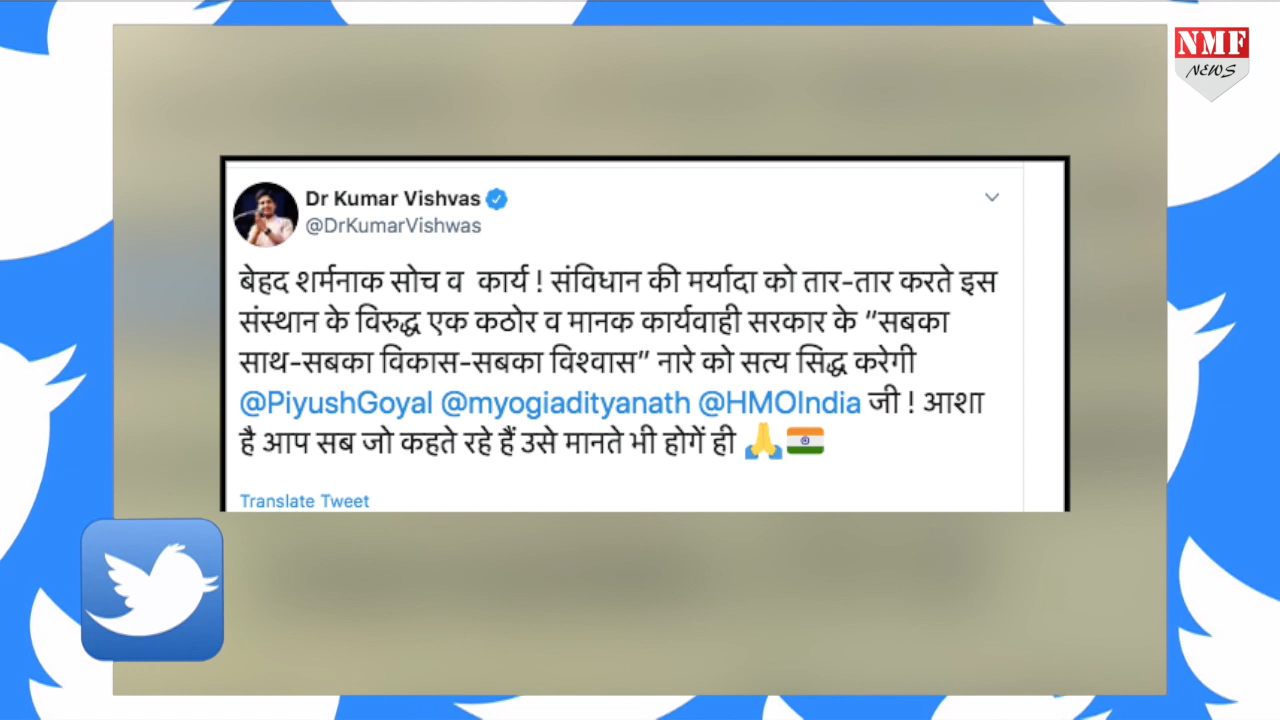 NMF
NEWS
Dr Kumar Vishvas
@DrKumarVishwas
बेहद शर्मनाक सोच व कार्य ! संविधान की मर्यादा को तार-तार करते इस
संस्थान के विरुद्ध एक कठोर व मानक कार्यवाही सरकार के “सबका
साथ-सबका विकास-सबका विश्वास” नारे को सत्य सिद्ध करेगी
@PiyushGoyal @myogiadityanath @HMOIndia जी ! आशा
है आप सब जो कहते रहे हैं उसे मानते भी होगें ही 🙏🇮🇳
Translate Tweet